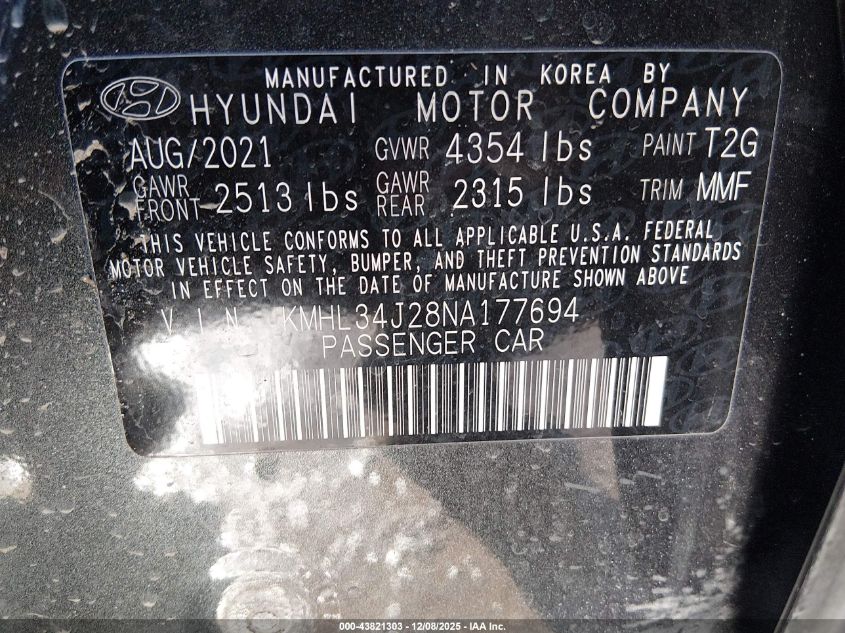 MANUFACTURED IN KOREA BY
HYUNDAI MOTOR COMPANY
AUG/2021 GVWR 4354 lbs PAINT T2G
GAWR FRONT 2513 lbs GAWR REAR 2315 lbs TRIM MMF
THIS VEHICLE CONFORMS TO ALL APPLICABLE U.S.A. FEDERAL
MOTOR VEHICLE SAFETY, BUMPER, AND THEFT PREVENTION STANDARDS
IN EFFECT ON THE DATE OF MANUFACTURE SHOWN ABOVE
VIN KMHL34J28NA177694
PASSENGER CAR
000-43821303 - 12/08/2025 - IAA Inc.